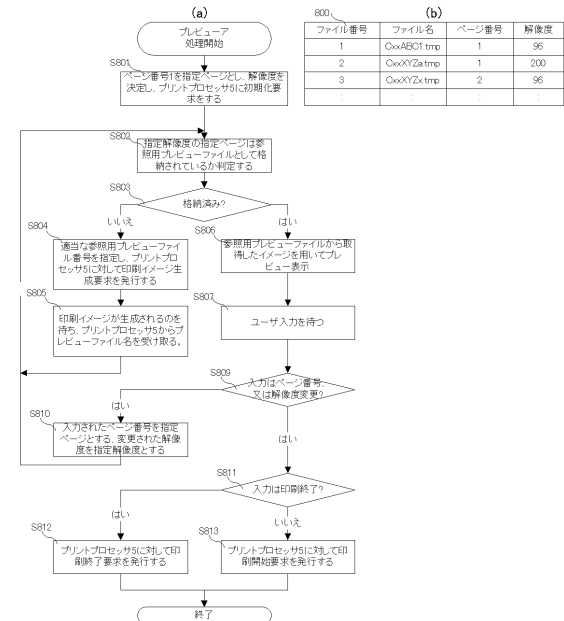 (a)
プレビューア
処理開始
S801
ページ番号1を指定ページとし、解像度を
決定し、プリントプロセッサ5に初期化要
求をする
S802
指定解像度の指定ページは参
照用プレビューファイルとして格
納されているか判定する
S803
格納済み?
いいえ
はい
S804
適当な参照用プレビューファイ
ル番号を指定し、プリントプロ
セッサ5に対して印刷イメージ生
成要求を発行する
S806
参照用プレビューファイルから取
得したイメージを用いてプレ
ビュー表示
S805
印刷イメージが生成されるのを
待ち、プリントプロセッサ5からプ
レビューファイル名を受け取る。
S807
ユーザ入力を待つ
S809
入力はページ番号、
又は解像度変更?
はい
S810
入力されたページ番号を指定
ページとする、変更された解像
度を指定解像度とする
はい
S811
入力は印刷終了?
はい
いいえ
S812
プリントプロセッサ5に対して印
刷終了要求を発行する
S813
プリントプロセッサ5に対して印
刷開始要求を発行する
終了
(b)
800
ファイル番号 ファイル名 ページ番号 解像度
1 CxxABC1.tmp 1 96
2 CxxXYZa.tmp 1 200
3 CxxXYZx.tmp 2 96
: : : :